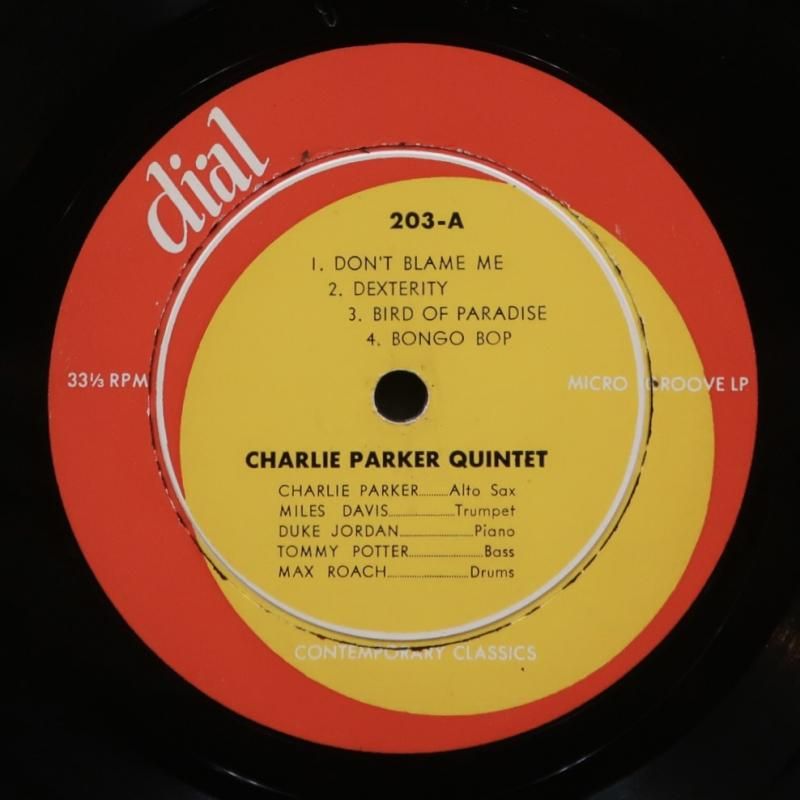 dial
203-A
1. DON'T BLAME ME
2. DEXTERITY
3. BIRD OF PARADISE
4. BONGO BOP
33⅓ RPM
MICRO GROOVE LP
CHARLIE PARKER QUINTET
CHARLIE PARKER..........Alto Sax
MILES DAVIS......................Trumpet
DUKE JORDAN........................Piano
TOMMY POTTER........................Bass
MAX ROACH...........................Drums
CONTEMPORARY CLASSICS